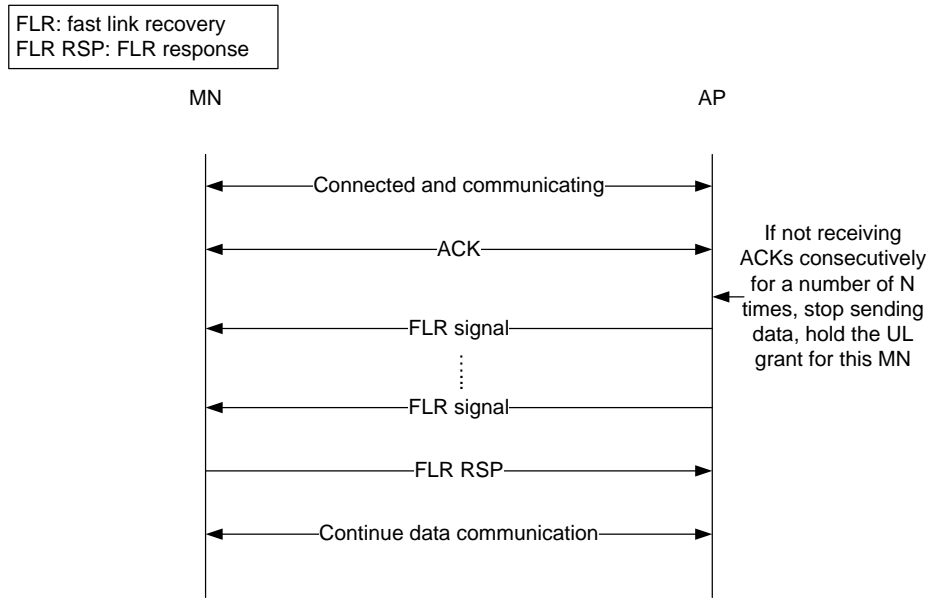 FLR: fast link recovery
FLR RSP: FLR response
MN
AP
Connected and communicating
ACK
If not receiving
ACKs consecutively
for a number of N
times, stop sending
data, hold the UL
grant for this MN
FLR signal
FLR signal
FLR RSP
Continue data communication